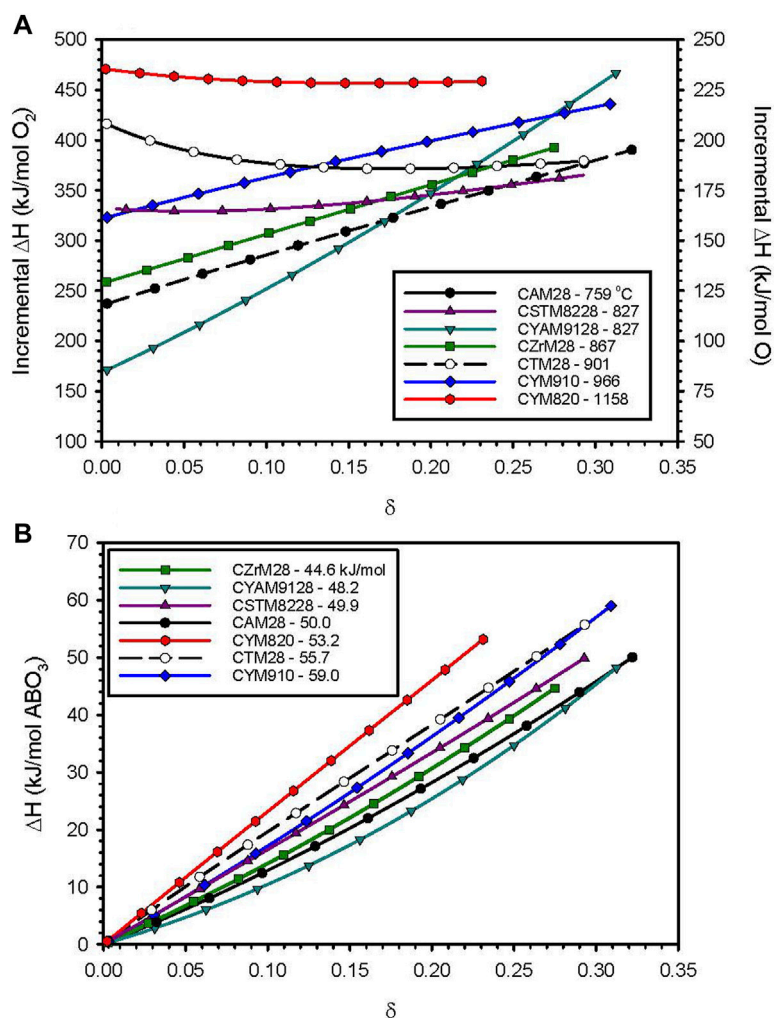 A
Incremental ΔH (kJ/mol O2)
500
450
400
350
300
250
200
150
100
250
225
200
175
150
125
100
75
50
Incremental ΔH (kJ/mol O)
CAM28 - 759 °C
CSTM8228 - 827
CYAM9128 - 827
CZrM28 - 867
CTM28 - 901
CYM910 - 966
CYM820 - 1158
0.00 0.05 0.10 0.15 0.20 0.25 0.30 0.35
δ
B
ΔH (kJ/mol ABO3)
70
60
50
40
30
20
10
0
CZrM28 - 44.6 kJ/mol
CYAM9128 - 48.2
CSTM8228 - 49.9
CAM28 - 50.0
CYM820 - 53.2
CTM28 - 55.7
CYM910 - 59.0
0.00 0.05 0.10 0.15 0.20 0.25 0.30 0.35
δ